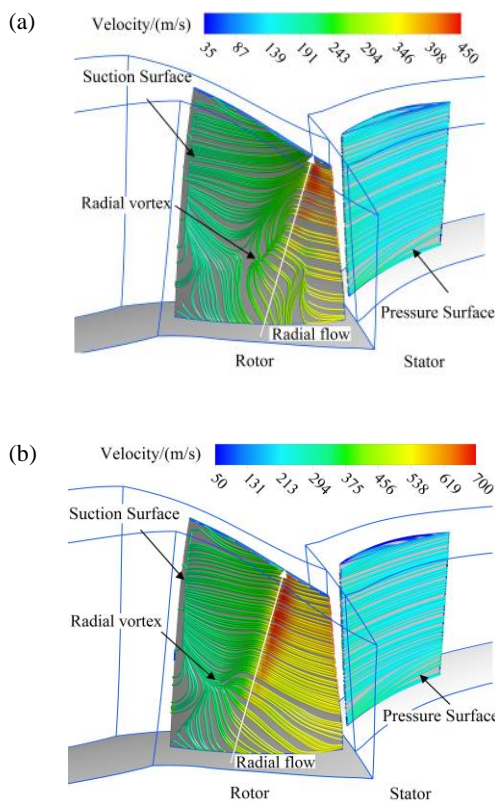 (a)
Velocity/(m/s)
35 87 139 191 243 294 346 398 450
Suction Surface
Radial vortex
Pressure Surface
Radial flow
Rotor
Stator
(b)
Velocity/(m/s)
50 131 213 294 375 456 538 619 700
Suction Surface
Radial vortex
Pressure Surface
Radial flow
Rotor
Stator